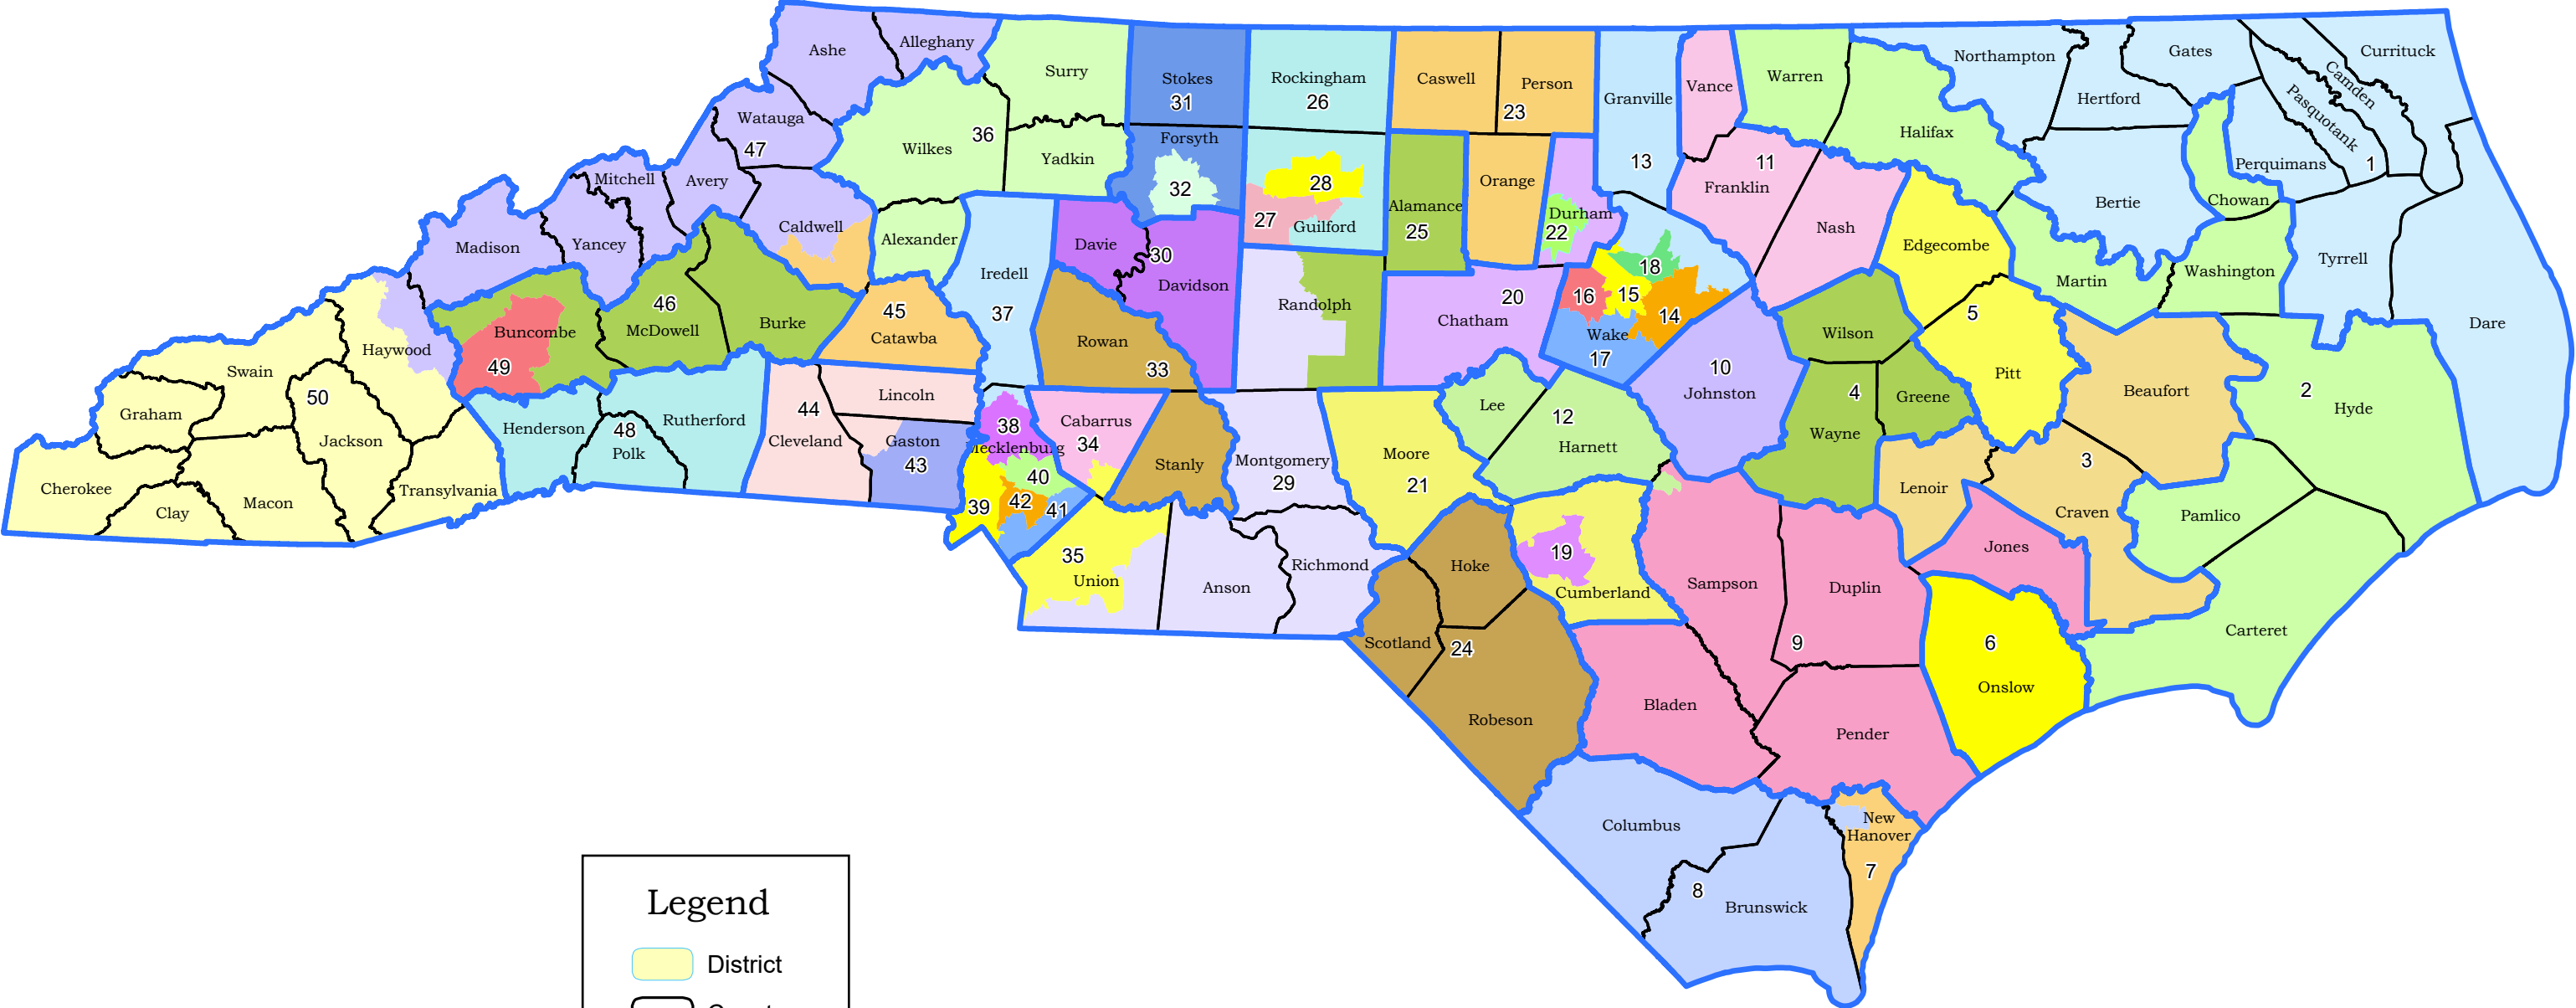 Ashe
Alleghany
Surry
Stokes
31
Rockingham
26
Caswell
Person
23
Granville
Vance
Warren
Northampton
Gates
Currituck
Camden
Pasquotank
Hertford
Halifax
Watauga
47
Wilkes
36
Yadkin
Forsyth
32
28
27
Guilford
Alamance
25
Orange
Durham
22
13
11
Franklin
Nash
Edgecombe
Bertie
Chowan
Perquimans
1
Mitchell
Avery
Caldwell
Alexander
Madison
Yancey
Iredell
37
Davie
30
Davidson
Randolph
20
Chatham
18
16
15
14
Wake
17
Wilson
5
Pitt
Martin
Washington
Tyrrell
Dare
46
McDowell
Burke
45
Catawba
Rowan
33
Buncombe
49
Haywood
Swain
50
Graham
Jackson
Cherokee
Clay
Macon
Transylvania
Henderson
48
Polk
Rutherford
44
Cleveland
Lincoln
Gaston
43
38
Mecklenburg
40
39
42
41
Cabarrus
34
Stanly
Montgomery
29
Moore
21
Lee
12
Harnett
10
Johnston
4
Wayne
Greene
Lenoir
3
Craven
Beaufort
2
Hyde
Pamlico
Jones
35
Union
Anson
Richmond
Hoke
Scotland
24
Robeson
19
Cumberland
Sampson
Duplin
9
6
Onslow
Carteret
Bladen
Pender
Columbus
8
Brunswick
New
Hanover
7
Legend
District